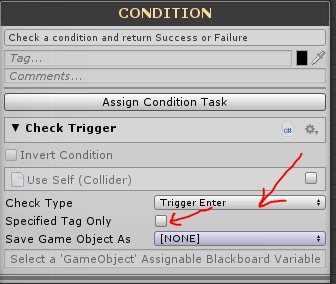 CONDITION
Check a condition and return Success or Failure
Tag...
Comments...
Assign Condition Task
▼ Check Trigger
C#
Invert Condition
Use Self (Collider)
Check Type Trigger Enter
Specified Tag Only
Save Game Object As [NONE]
Select a 'GameObject' Assignable Blackboard Variable